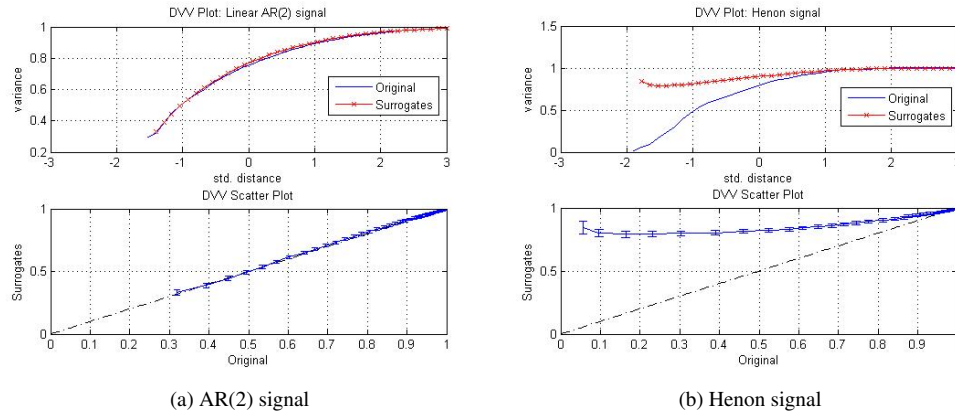 DVV Plot: Linear AR(2) signal
1
0.8
0.6
0.4
0.2
variance
Original
Surrogates
-3 -2 -1 0 1 2 3
std. distance
DVV Scatter Plot
1
0.5
0
Surrogates
0 0.1 0.2 0.3 0.4 0.5 0.6 0.7 0.8 0.9 1
Original
(a) AR(2) signal
DVV Plot: Henon signal
1.5
1
0.5
0
variance
Original
Surrogates
-3 -2 -1 0 1 2
std. distance
DVV Scatter Plot
1
0.5
0
Surrogates
0 0.1 0.2 0.3 0.4 0.5 0.6 0.7 0.8 0.9
Original
(b) Henon signal